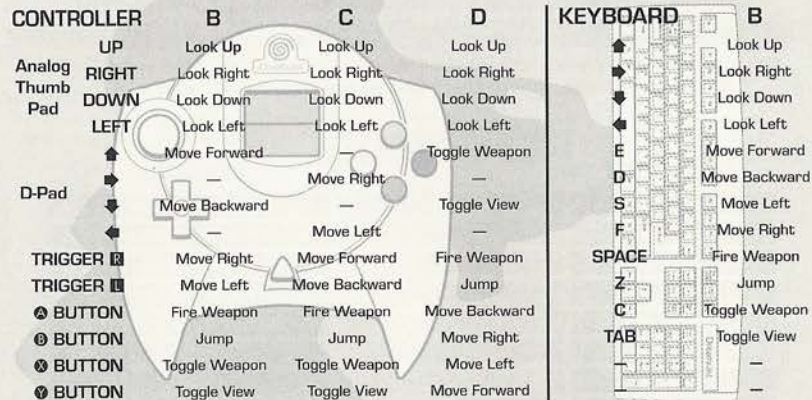 CONTROLLER B C D
Analog Thumb Pad
UP Look Up Look Up Look Up
RIGHT Look Right Look Right Look Right
DOWN Look Down Look Down Look Down
LEFT Look Left Look Left Look Left
D-Pad
↑ Move Forward — Toggle Weapon
→ — Move Right —
↓ Move Backward — Toggle View
← — Move Left —
TRIGGER R Move Right Move Forward Fire Weapon
TRIGGER L Move Left Move Backward Jump
A BUTTON Fire Weapon Fire Weapon Move Backward
B BUTTON Jump Jump Move Right
X BUTTON Toggle Weapon Toggle Weapon Move Left
Y BUTTON Toggle View Toggle View Move Forward
KEYBOARD B
↑ Look Up
→ Look Right
↓ Look Down
← Look Left
E Move Forward
D Move Backward
S Move Left
F Move Right
SPACE Fire Weapon
Z Jump
C Toggle Weapon
TAB Toggle View
— —
— —
Dreamcast